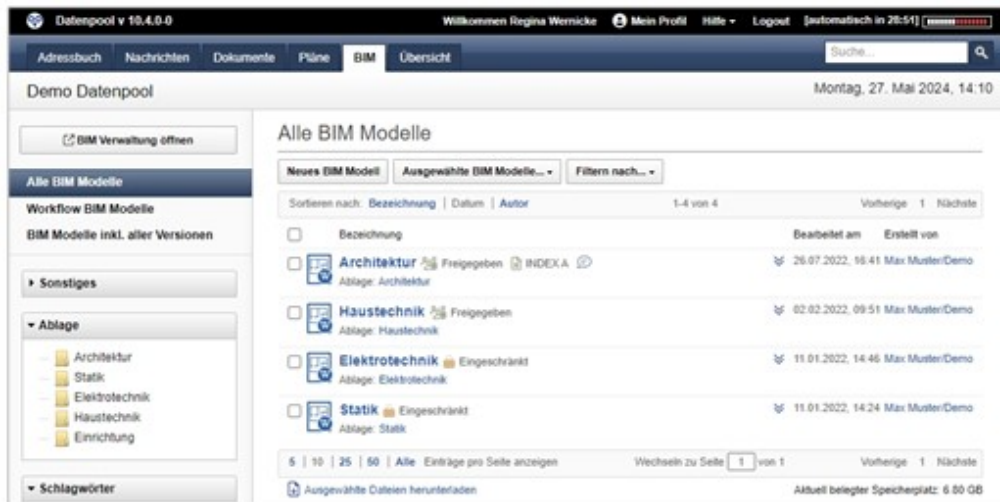 Datenpool v 10.4.0-0 Willkommen Regina Wernicke Mein Profil Hilfe Logout [automatisch in 28:51]
Adressbuch Nachrichten Dokumente Pläne BIM Übersicht Suche...
Demo Datenpool Montag, 27. Mai 2024, 14:10
BIM Verwaltung öffnen
Alle BIM Modelle
Workflow BIM Modelle
BIM Modelle inkl. aller Versionen
Sonstiges
Ablage
Architektur
Statik
Elektrotechnik
Haustechnik
Einrichtung
Schlagwörter
Alle BIM Modelle
Neues BIM Modell Ausgewählte BIM Modelle... Filtern nach...
Sortieren nach: Bezeichnung | Datum | Autor 1-4 von 4 Vorherige 1 Nächste
Bezeichnung Bearbeitet am Erstellt von
Architektur Freigegeben INDEX A 26.07.2022, 16:41 Max Muster/Demo
Ablage: Architektur
Haustechnik Freigegeben 02.02.2022, 09:51 Max Muster/Demo
Ablage: Haustechnik
Elektrotechnik Eingeschränkt 11.01.2022, 14:46 Max Muster/Demo
Ablage: Elektrotechnik
Statik Eingeschränkt 11.01.2022, 14:24 Max Muster/Demo
Ablage: Statik
5 | 10 | 25 | 50 | Alle Einträge pro Seite anzeigen Wechseln zu Seite 1 von 1 Vorherige 1 Nächste
Ausgewählte Dateien herunterladen Aktuell belegter Speicherplatz: 6.80 GB